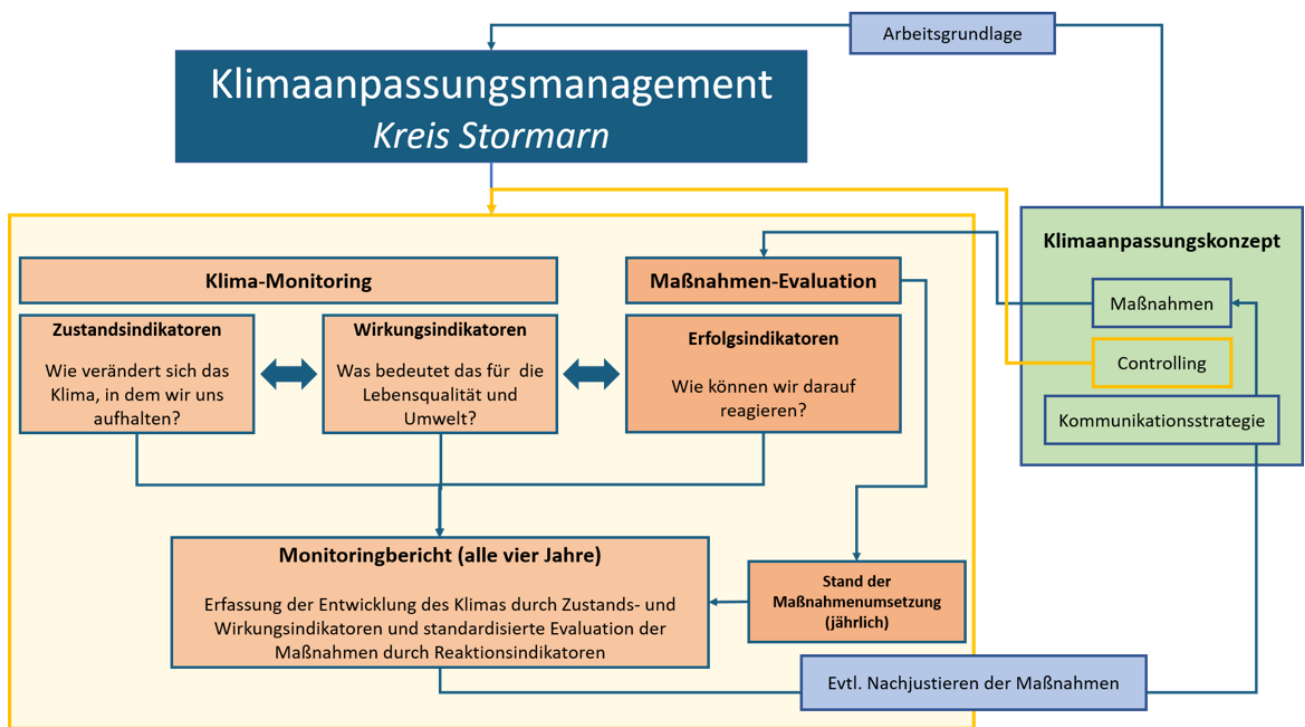 Arbeitsgrundlage
Klimaanpassungsmanagement
Kreis Stormarn
Klimaanpassungskonzept
Maßnahmen
Controlling
Kommunikationsstrategie
Klima-Monitoring
Maßnahmen-Evaluation
Zustandsindikatoren
Wie verändert sich das
Klima, in dem wir uns
aufhalten?
Wirkungsindikatoren
Was bedeutet das für die
Lebensqualität und
Umwelt?
Erfolgsindikatoren
Wie können wir darauf
reagieren?
Monitoringbericht (alle vier Jahre)
Erfassung der Entwicklung des Klimas durch Zustands- und
Wirkungsindikatoren und standardisierte Evaluation der
Maßnahmen durch Reaktionsindikatoren
Stand der
Maßnahmenumsetzung
(jährlich)
Evtl. Nachjustieren der Maßnahmen